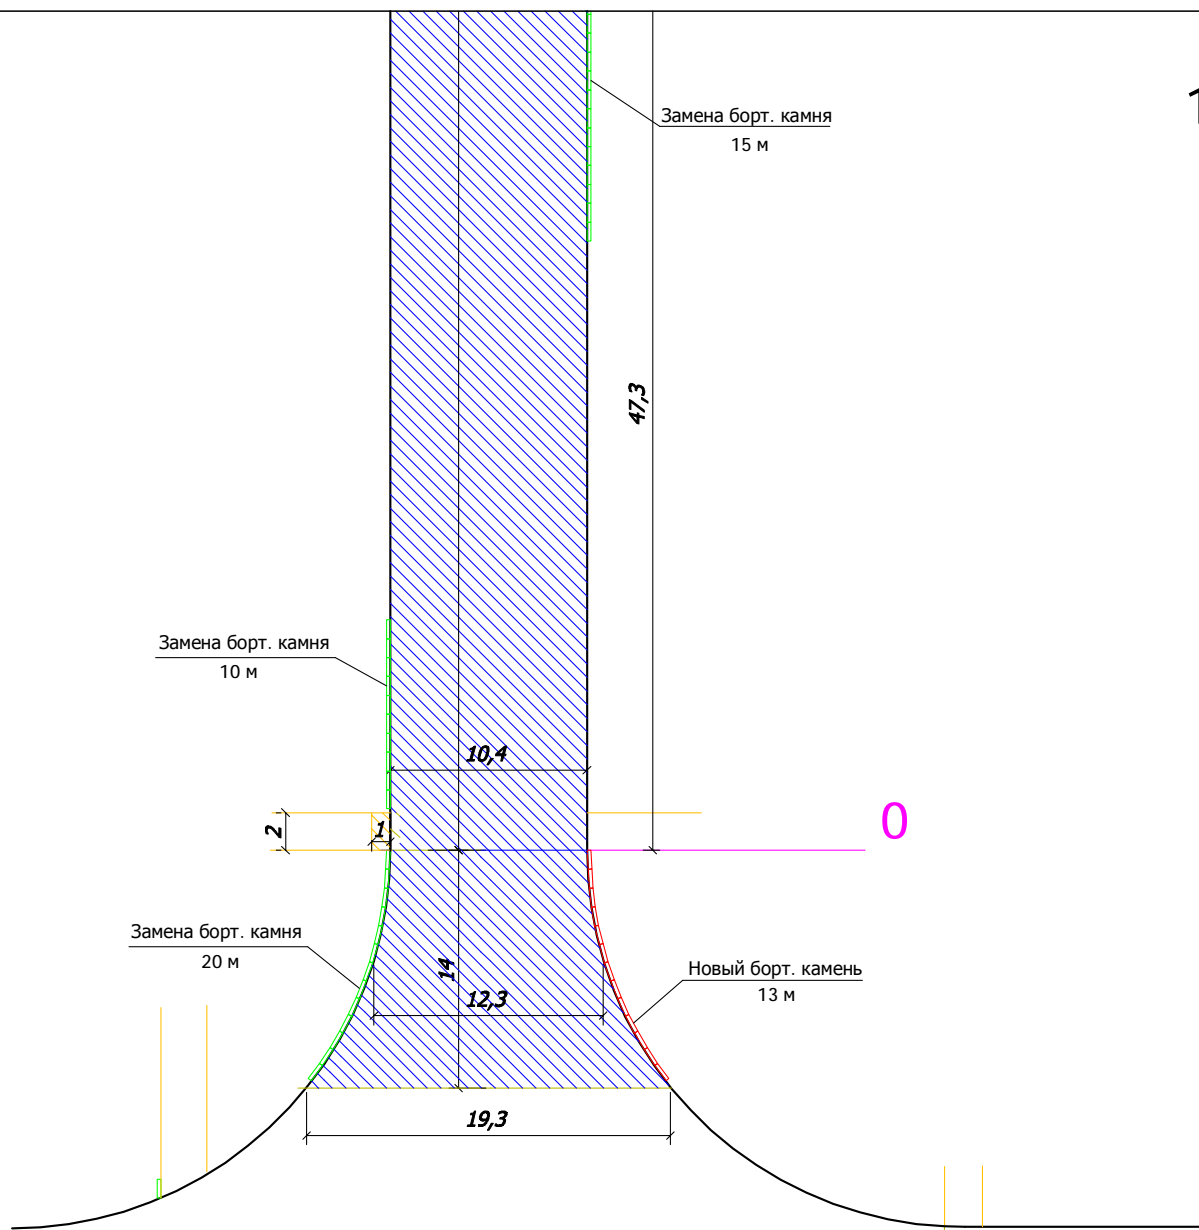 Замена борт. камня
15 м
47,3
Замена борт. камня
10 м
10,4
2
1
0
Замена борт. камня
20 м
14
12,3
Новый борт. камень
13 м
19,3